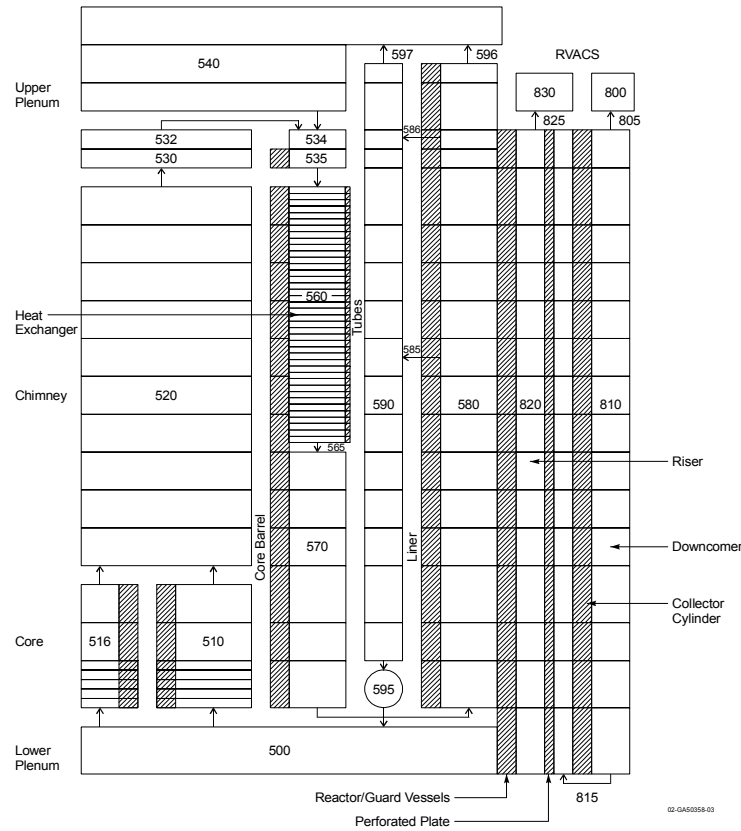 597
596
RVACS
540
830
800
Upper
Plenum
825
805
532
534
586
530
535
560
Heat
Exchanger
Tubes
585
Chimney
520
590
580
820
810
565
Riser
Core Barrel
570
Liner
Downcomer
Collector
Cylinder
Core
516
510
595
Lower
Plenum
500
Reactor/Guard Vessels
815
Perforated Plate
02-GA50358-03